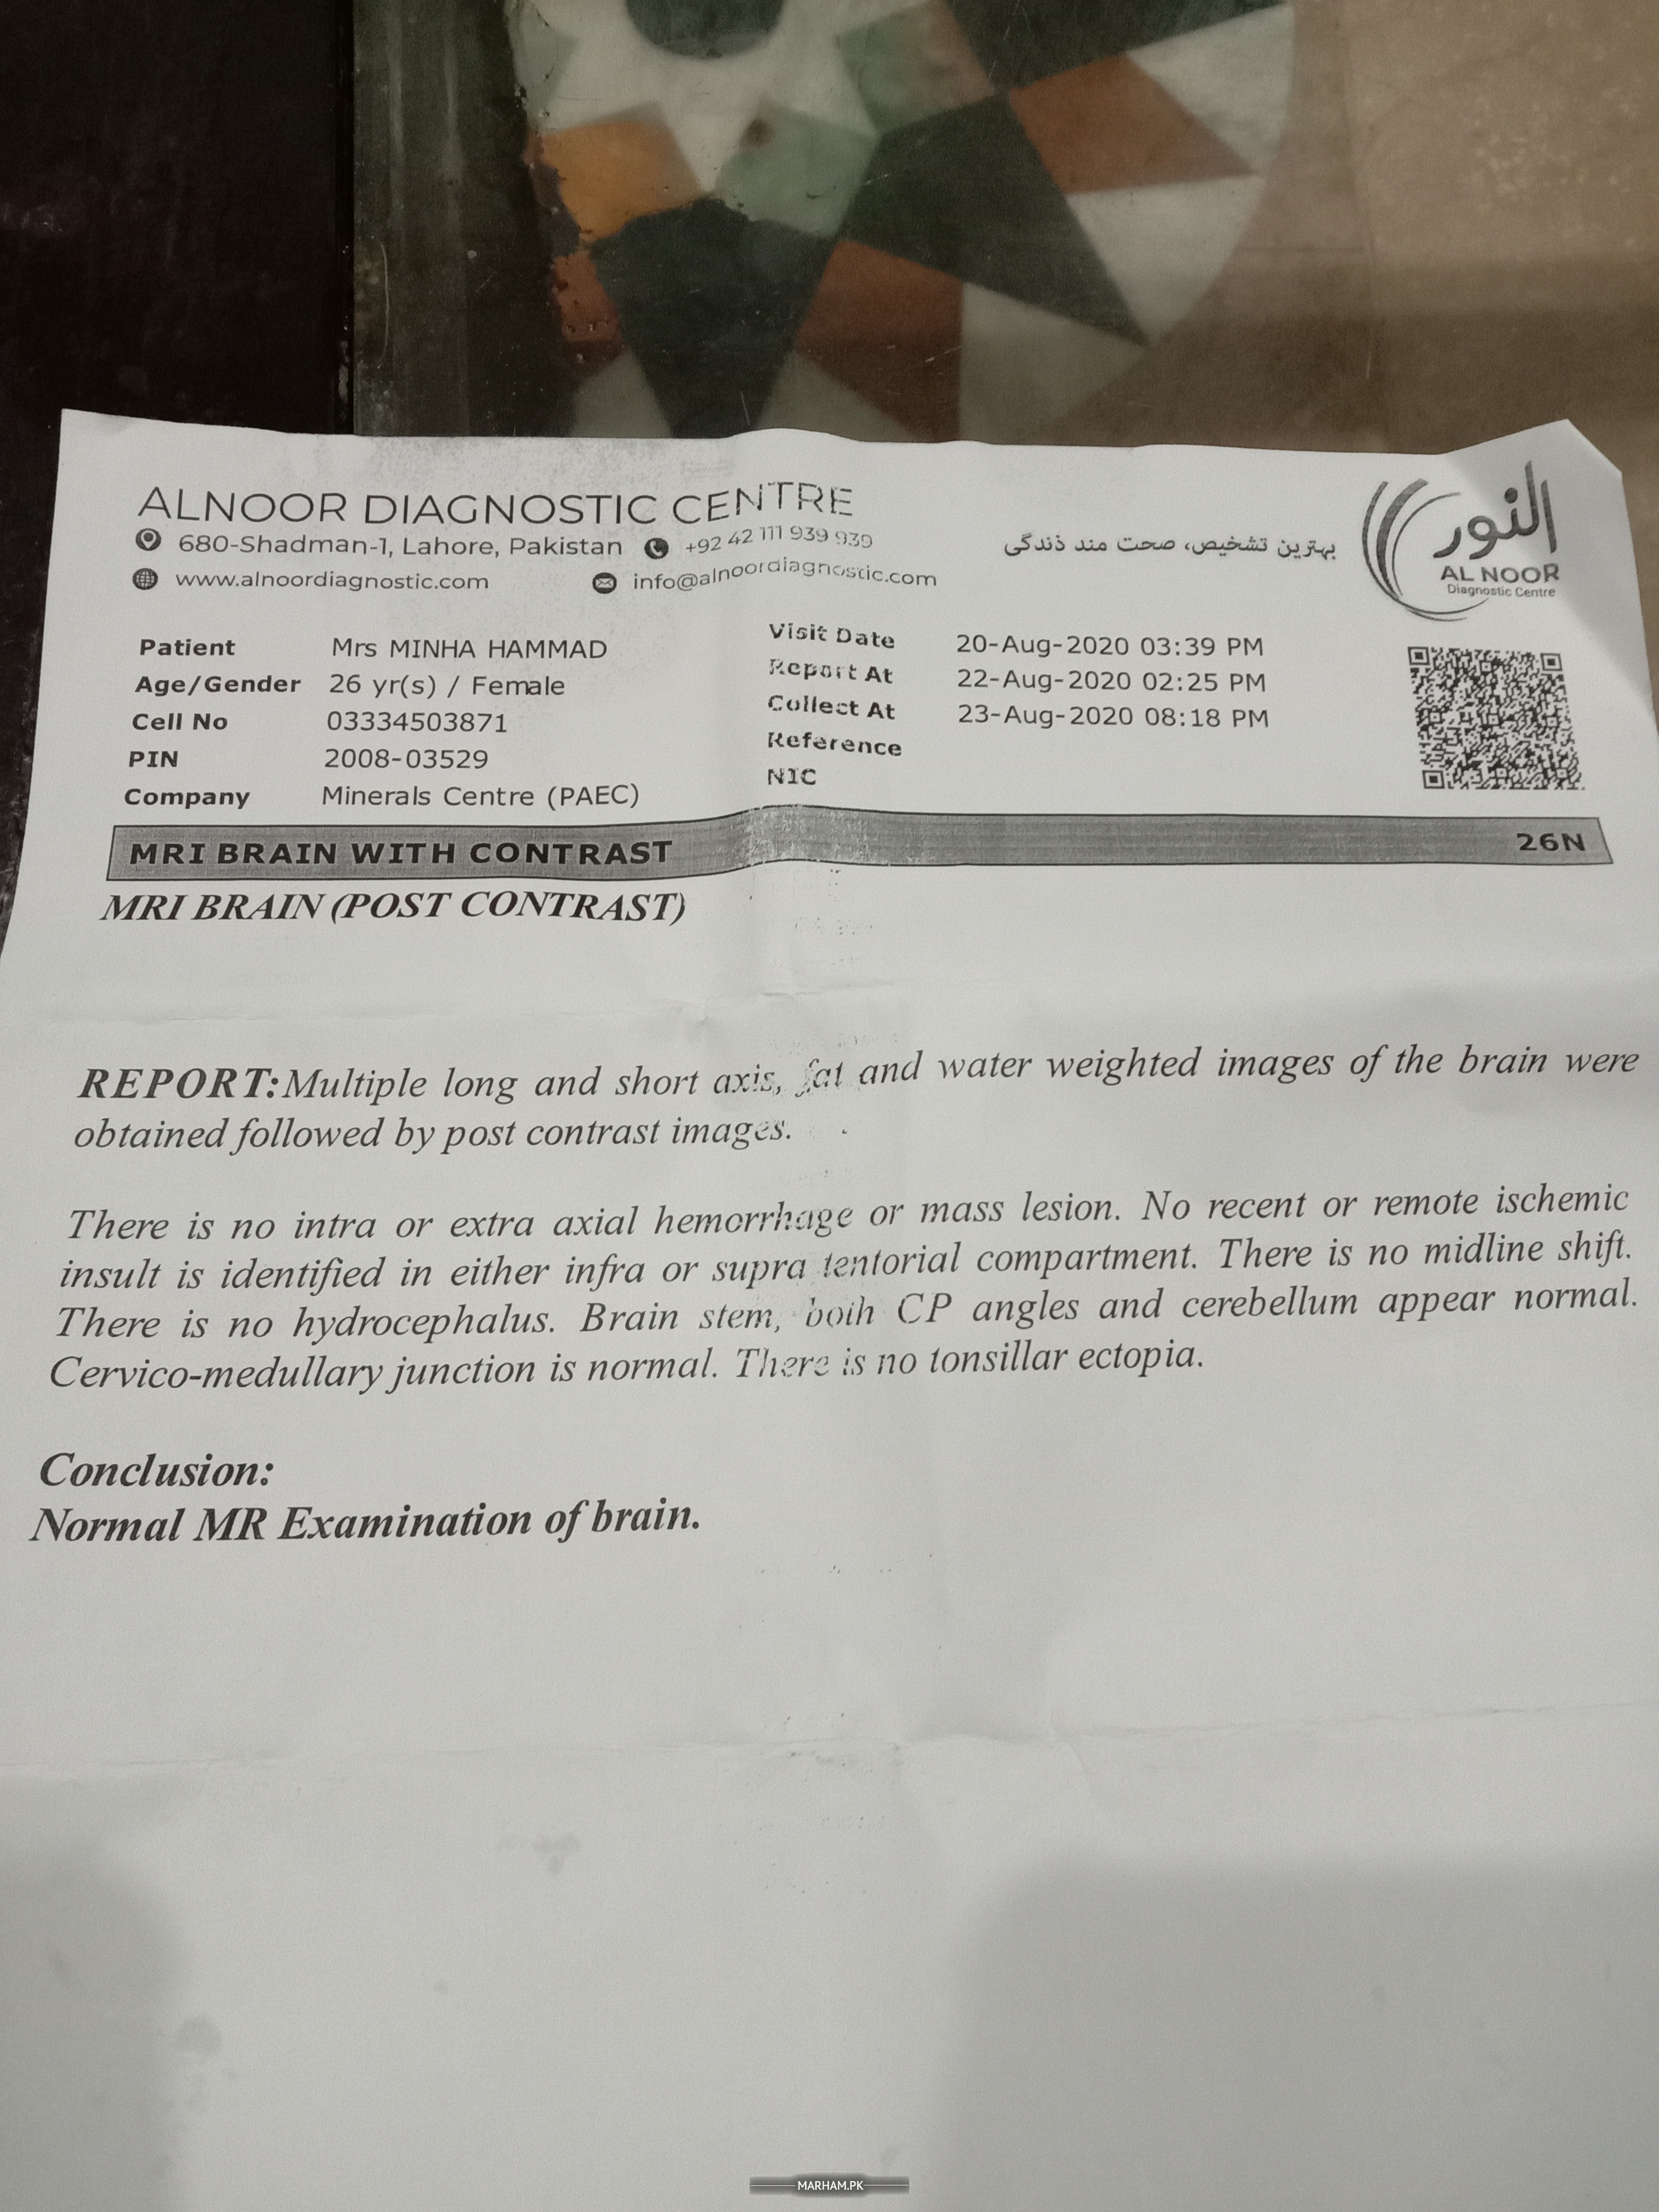 ALNOOR DIAGNOSTIC CENTRE
680-Shadman-1, Lahore, Pakistan +92 42 111 939 939
www.alnoordiagnostic.com info@alnoordiagnostic.com
بہترین تشخیص، صحت مند ذندگی
النور
AL NOOR
Diagnostic Centre
Patient Mrs MINHA HAMMAD
Age/Gender 26 yr(s) / Female
Cell No 03334503871
PIN 2008-03529
Company Minerals Centre (PAEC)
Visit Date 20-Aug-2020 03:39 PM
Report At 22-Aug-2020 02:25 PM
Collect At 23-Aug-2020 08:18 PM
Reference
NIC
MRI BRAIN WITH CONTRAST 26N
MRI BRAIN (POST CONTRAST)
REPORT:Multiple long and short axis, fat and water weighted images of the brain were
obtained followed by post contrast images.
There is no intra or extra axial hemorrhage or mass lesion. No recent or remote ischemic
insult is identified in either infra or supra tentorial compartment. There is no midline shift.
There is no hydrocephalus. Brain stem, both CP angles and cerebellum appear normal.
Cervico-medullary junction is normal. There is no tonsillar ectopia.
Conclusion:
Normal MR Examination of brain.
MARHAM.PK